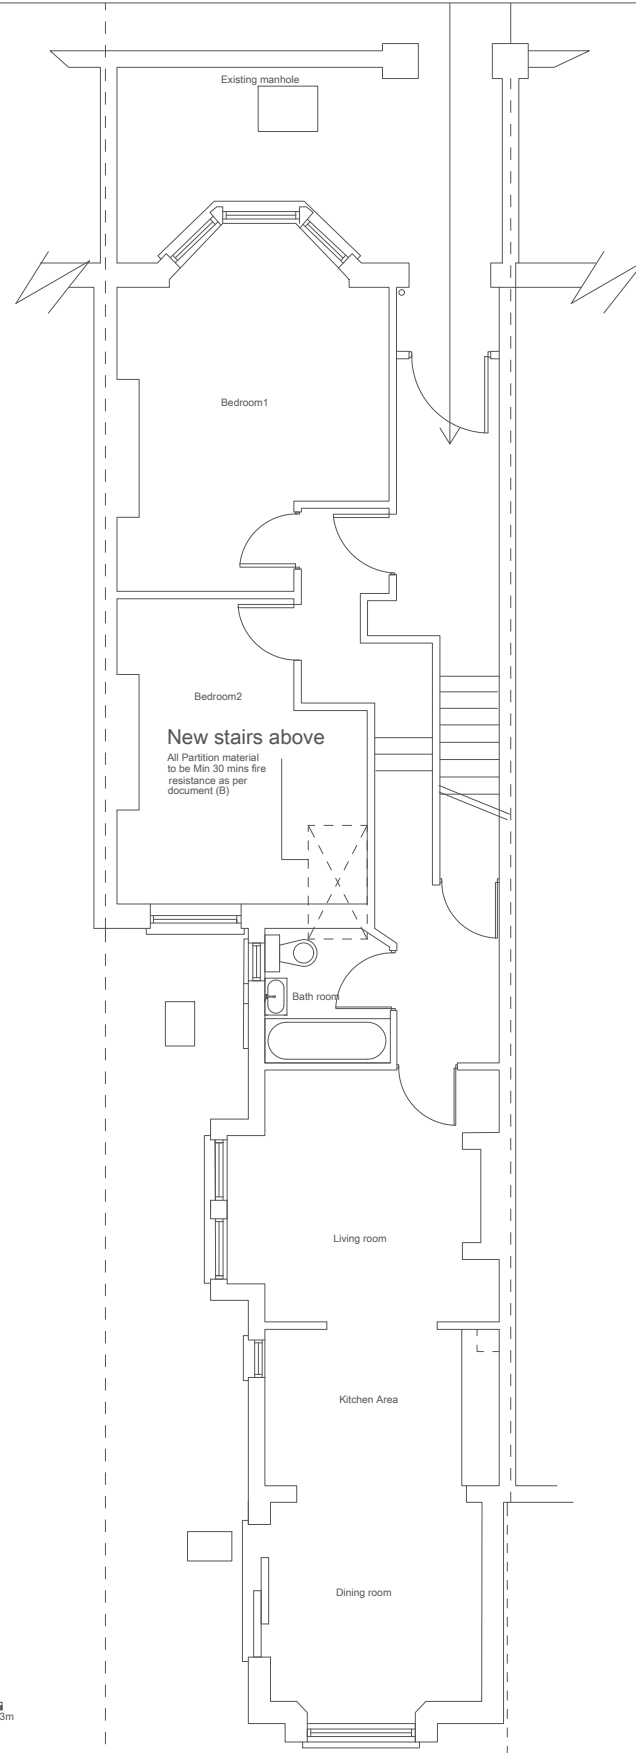 Existing manhole
Bedroom1
Bedroom2
New stairs above
All Partition material
to be Min 30 mins fire
resistance as per
document (B)
Bath room
Living room
Kitchen Area
Dining room
3m